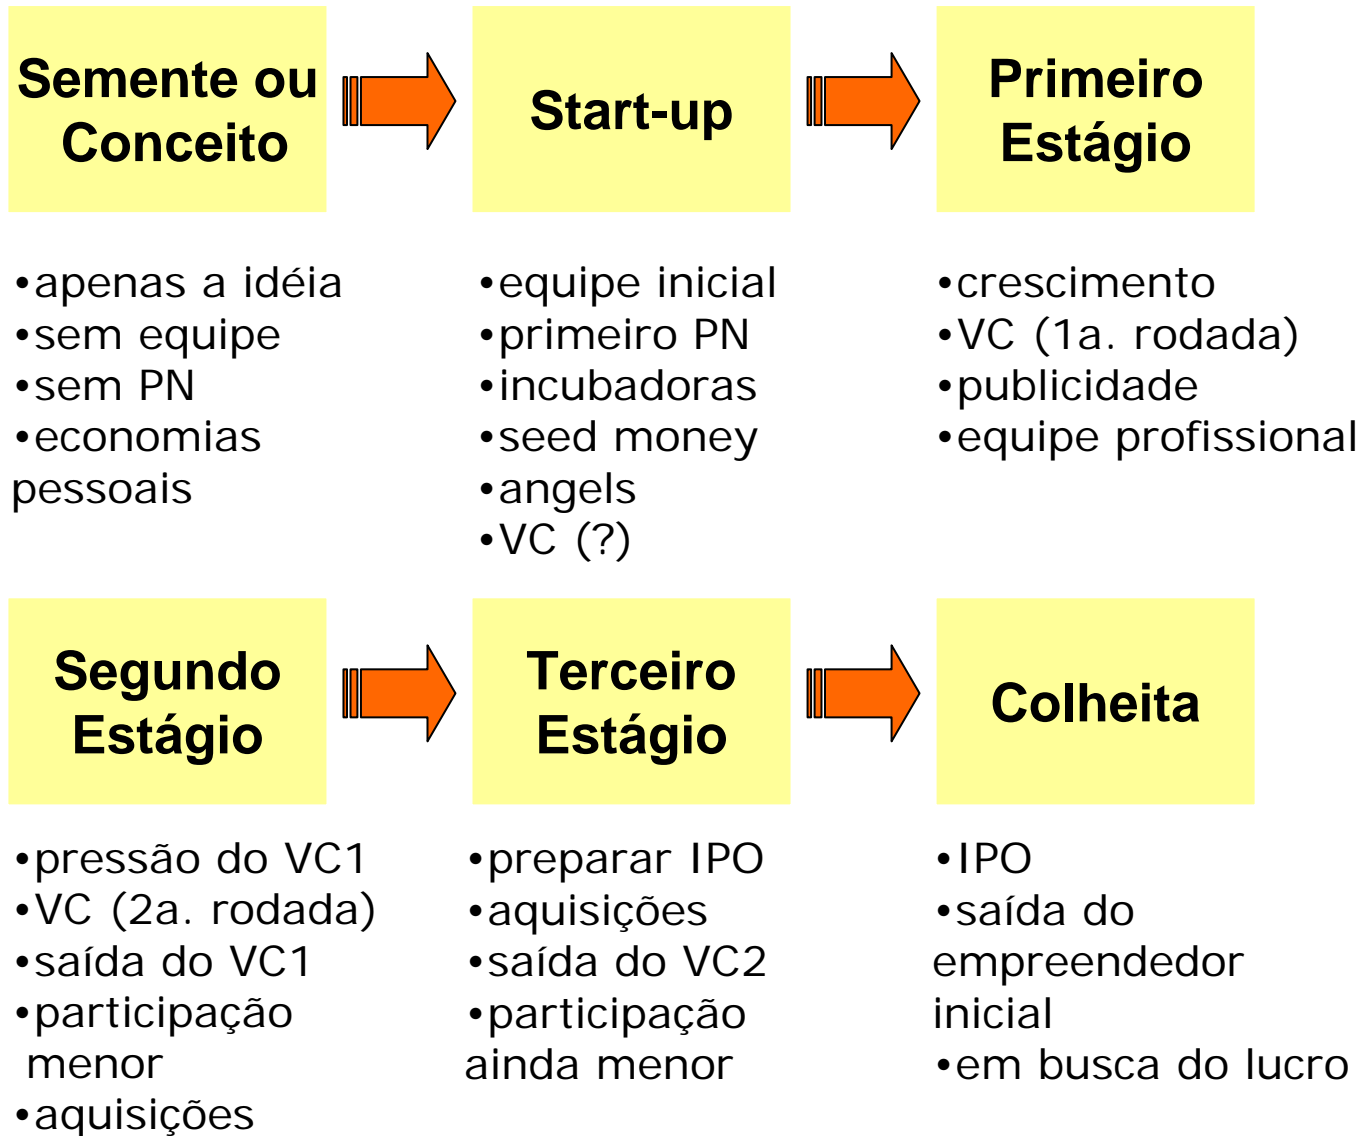 Semente ou
Conceito
Start-up
Primeiro
Estágio
•apenas a idéia
•sem equipe
•sem PN
•economias
pessoais
•equipe inicial
•primeiro PN
•incubadoras
•seed money
•angels
•VC (?)
•crescimento
•VC (1a. rodada)
•publicidade
•equipe profissional
Segundo
Estágio
Terceiro
Estágio
Colheita
•pressão do VC1
•VC (2a. rodada)
•saída do VC1
•participação
menor
•aquisições
•preparar IPO
•aquisições
•saída do VC2
•participação
ainda menor
•IPO
•saída do
empreendedor
inicial
•em busca do lucro